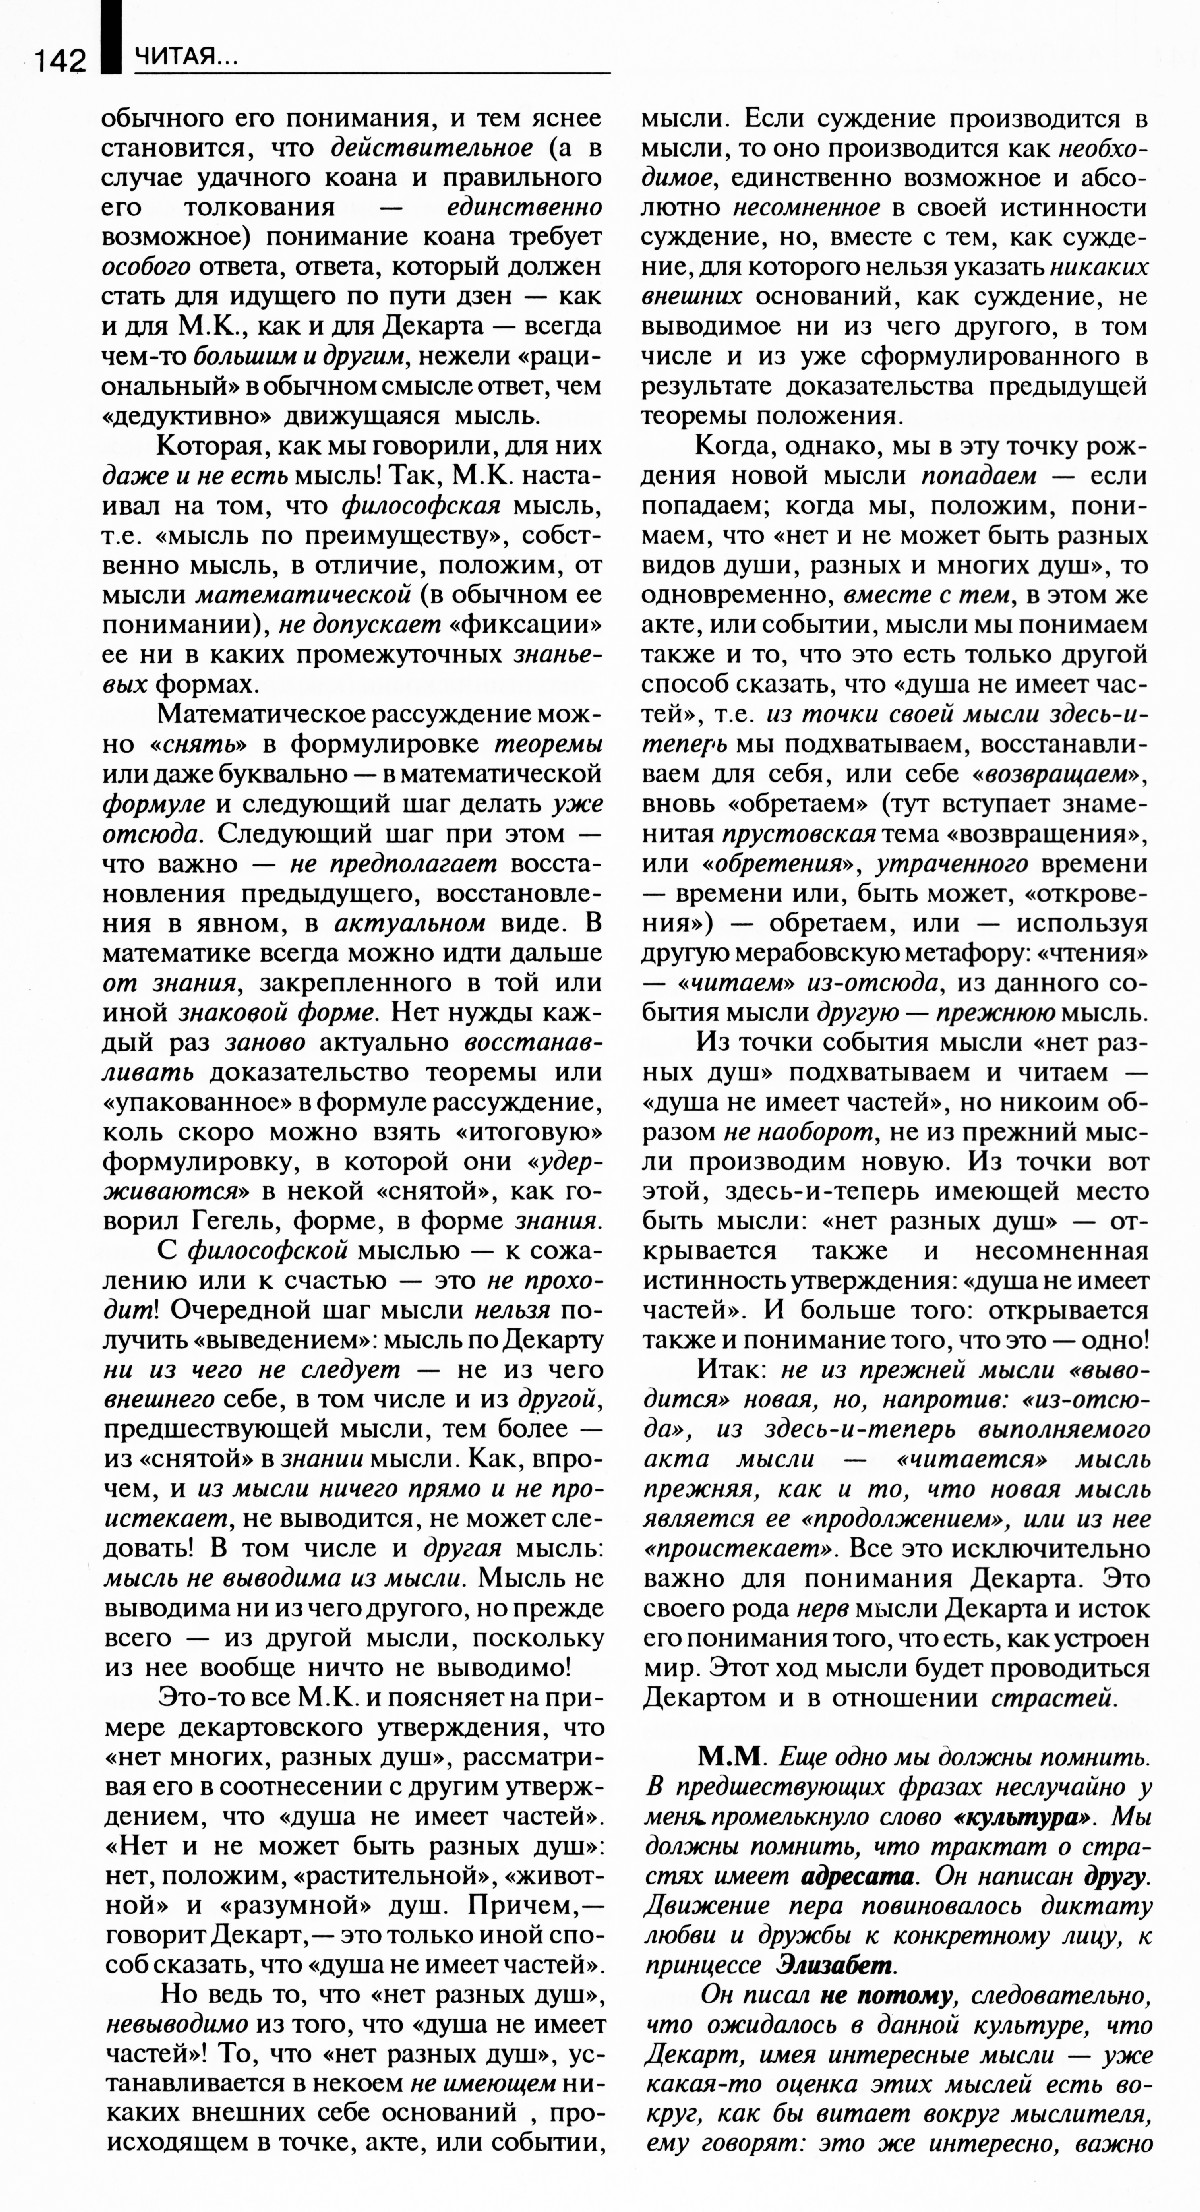 142
ЧИТАЯ...
обычного его понимания, и тем яснее
становится, что действительное (а в
случае удачного коана и правильного
его толкования — единственно
возможное) понимание коана требует
особого ответа, ответа, который должен
стать для идущего по пути дзен — как
и для М.К., как и для Декарта — всегда
чем-то большим и другим, нежели «раци-
ональный» в обычном смысле ответ, чем
«дедуктивно» движущаяся мысль.
Которая, как мы говорили, для них
даже и не есть мысль! Так, М.К. наста-
ивал на том, что философская мысль,
т.е. «мысль по преимуществу», собст-
венно мысль, в отличие, положим, от
мысли математической (в обычном ее
понимании), не допускает «фиксации»
ее ни в каких промежуточных знанье-
вых формах.
Математическое рассуждение мож-
но «снять» в формулировке теоремы
или даже буквально — в математической
формуле и следующий шаг делать уже
отсюда. Следующий шаг при этом —
что важно — не предполагает восста-
новления предыдущего, восстановле-
ния в явном, в актуальном виде. В
математике всегда можно идти дальше
от знания, закрепленного в той или
иной знаковой форме. Нет нужды каж-
дый раз заново актуально восстанав-
ливать доказательство теоремы или
«упакованное» в формуле рассуждение,
коль скоро можно взять «итоговую»
формулировку, в которой они «удер-
живаются» в некой «снятой», как го-
ворил Гегель, форме, в форме знания.
С философской мыслью — к сожа-
лению или к счастью — это не прохо-
дит! Очередной шаг мысли нельзя по-
лучить «выведением»: мысль по Декарту
ни из чего не следует — не из чего
внешнего себе, в том числе и из другой,
предшествующей мысли, тем более —
из «снятой» в знании мысли. Как, впро-
чем, и из мысли ничего прямо и не про-
истекает, не выводится, не может сле-
довать! В том числе и другая мысль:
мысль не выводима из мысли. Мысль не
выводима ни из чего другого, но прежде
всего — из другой мысли, поскольку
из нее вообще ничто не выводимо!
Это-то все М.К. и поясняет на при-
мере декартовского утверждения, что
«нет многих, разных душ», рассматри-
вая его в соотнесении с другим утверж-
дением, что «душа не имеет частей».
«Нет и не может быть разных душ»:
нет, положим, «растительной», «живот-
ной» и «разумной» душ. Причем,—
говорит Декарт,— это только иной спо-
соб сказать, что «душа не имеет частей».
Но ведь то, что «нет разных душ»,
невыводимо из того, что «душа не имеет
частей»! То, что «нет разных душ», ус-
танавливается в некоем не имеющем ни-
каких внешних себе оснований , про-
исходящем в точке, акте, или событии,
мысли. Если суждение производится в
мысли, то оно производится как необхо-
димое, единственно возможное и абсо-
лютно несомненное в своей истинности
суждение, но, вместе с тем, как сужде-
ние, для которого нельзя указать никаких
внешних оснований, как суждение, не
выводимое ни из чего другого, в том
числе и из уже сформулированного в
результате доказательства предыдущей
теоремы положения.
Когда, однако, мы в эту точку рож-
дения новой мысли попадаем — если
попадаем; когда мы, положим, пони-
маем, что «нет и не может быть разных
видов души, разных и многих душ», то
одновременно, вместе с тем, в этом же
акте, или событии, мысли мы понимаем
также и то, что это есть только другой
способ сказать, что «душа не имеет час-
тей», т.е. из точки своей мысли здесь-и-
теперь мы подхватываем, восстанавли-
ваем для себя, или себе «возвращаем»,
вновь «обретаем» (тут вступает знаме-
нитая прустовская тема «возвращения»,
или «обретения», утраченного времени
— времени или, быть может, «открове-
ния») — обретаем, или — используя
другую мерабовскую метафору: «чтения»
— «читаем» из-отсюда, из данного со-
бытия мысли другую — прежнюю мысль.
Из точки события мысли «нет раз-
ных душ» подхватываем и читаем —
«душа не имеет частей», но никоим об-
разом не наоборот, не из прежний мыс-
ли производим новую. Из точки вот
этой, здесь-и-теперь имеющей место
быть мысли: «нет разных душ» — от-
крывается также и несомненная
истинность утверждения: «душа не имеет
частей». И больше того: открывается
также и понимание того, что это — одно!
Итак: не из прежней мысли «выво-
дится» новая, но, напротив: «из-отсю-
да», из здесь-и-теперь выполняемого
акта мысли — «читается» мысль
прежняя, как и то, что новая мысль
является ее «продолжением», или из нее
«проистекает». Все это исключительно
важно для понимания Декарта. Это
своего рода нерв мысли Декарта и исток
его понимания того, что есть, как устроен
мир. Этот ход мысли будет проводиться
Декартом и в отношении страстей.
М.М. Еще одно мы должны помнить.
В предшествующих фразах неслучайно у
меня промелькнуло слово «культура». Мы
должны помнить, что трактат о стра-
стях имеет адресата. Он написан другу.
Движение пера повиновалось диктату
любви и дружбы к конкретному лицу, к
принцессе Элизабет.
Он писал не потому, следовательно,
что ожидалось в данной культуре, что
Декарт, имея интересные мысли — уже
какая-то оценка этих мыслей есть во-
круг, как бы витает вокруг мыслителя,
ему говорят: это же интересно, важно